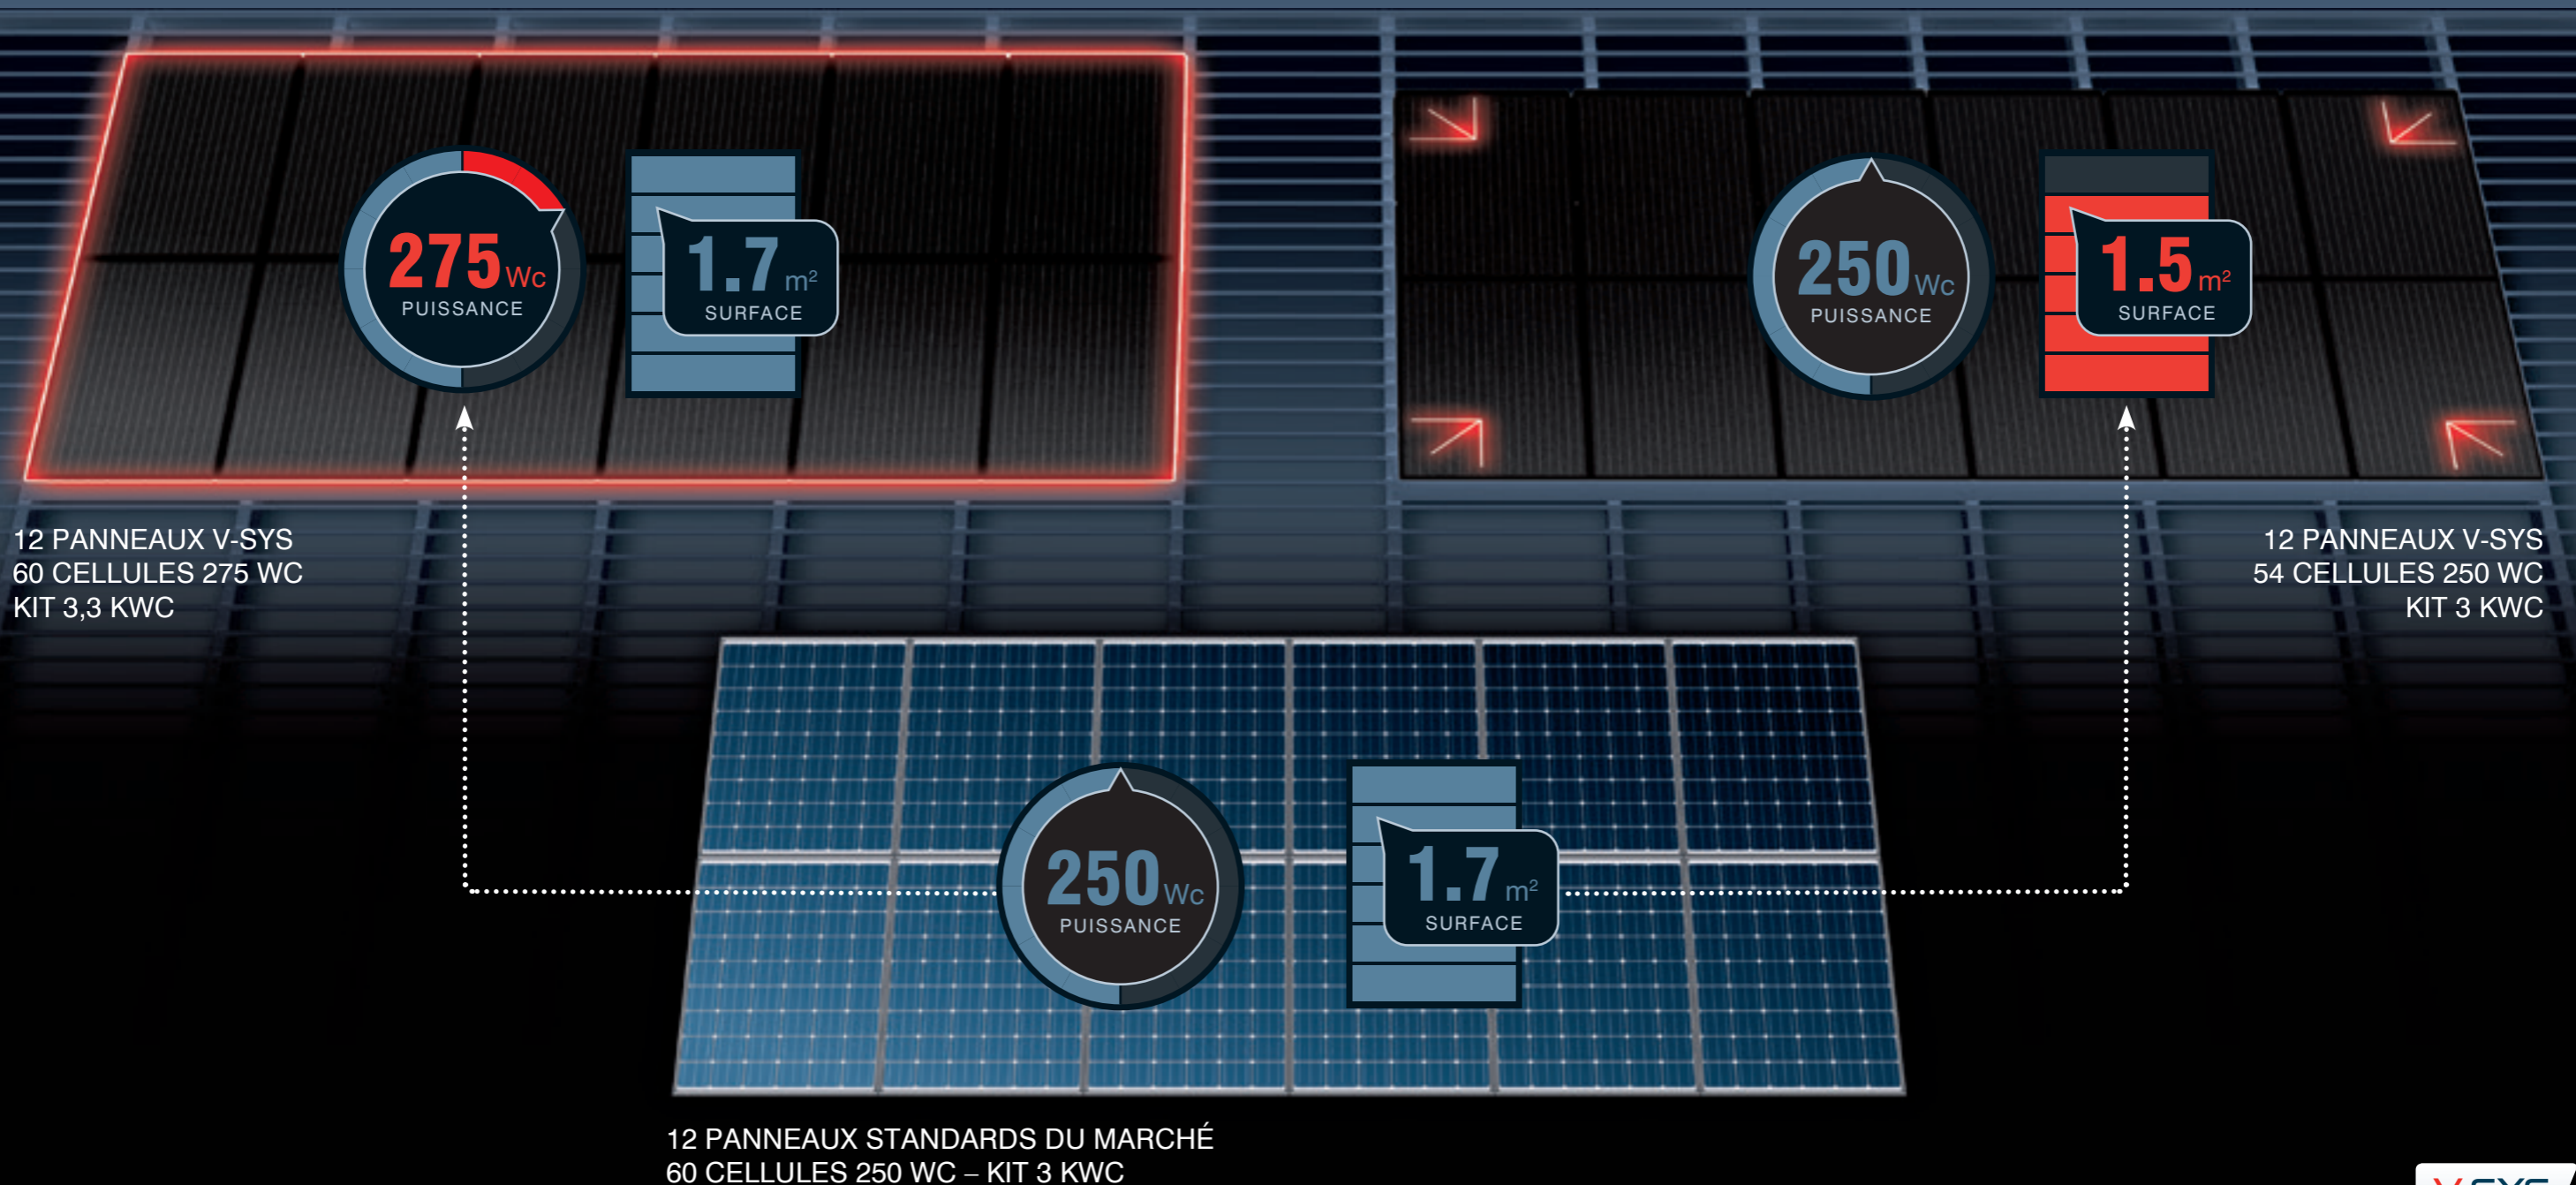 275 Wc
PUISSANCE
1.7 m²
SURFACE
250 Wc
PUISSANCE
1.5 m²
SURFACE
12 PANNEAUX V-SYS
60 CELLULES 275 WC
KIT 3,3 KWC
12 PANNEAUX V-SYS
54 CELLULES 250 WC
KIT 3 KWC
250 Wc
PUISSANCE
1.7 m²
SURFACE
12 PANNEAUX STANDARDS DU MARCHÉ
60 CELLULES 250 WC – KIT 3 KWC
V-SYS